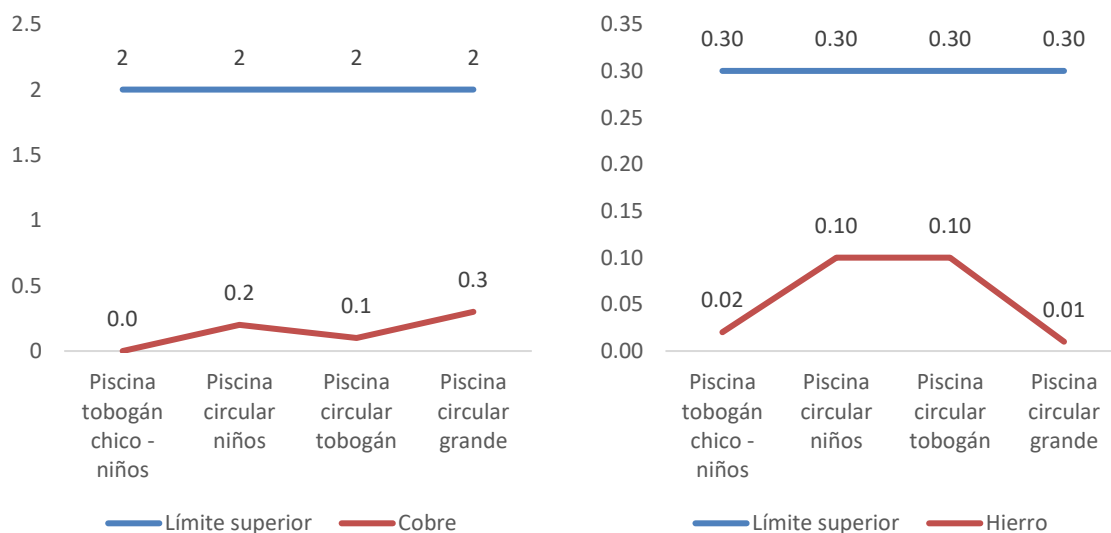 2.5
2
1.5
1
0.5
0
2
2
2
2
0.0
0.2
0.1
0.3
Piscina
tobogán
chico -
niños
Piscina
circular
niños
Piscina
circular
tobogán
Piscina
circular
grande
Límite superior
Cobre
0.35
0.30
0.25
0.20
0.15
0.10
0.05
0.00
0.30
0.30
0.30
0.30
0.02
0.10
0.10
0.01
Piscina
tobogán
chico -
niños
Piscina
circular
niños
Piscina
circular
tobogán
Piscina
circular
grande
Límite superior
Hierro